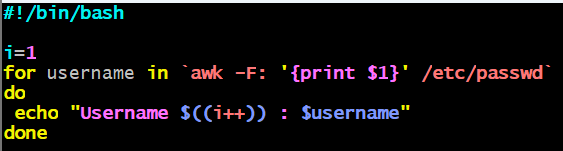 #!/bin/bash
i=1
for username in `awk -F: '{print $1}' /etc/passwd`
do
 echo "Username $((i++)) : $username"
done